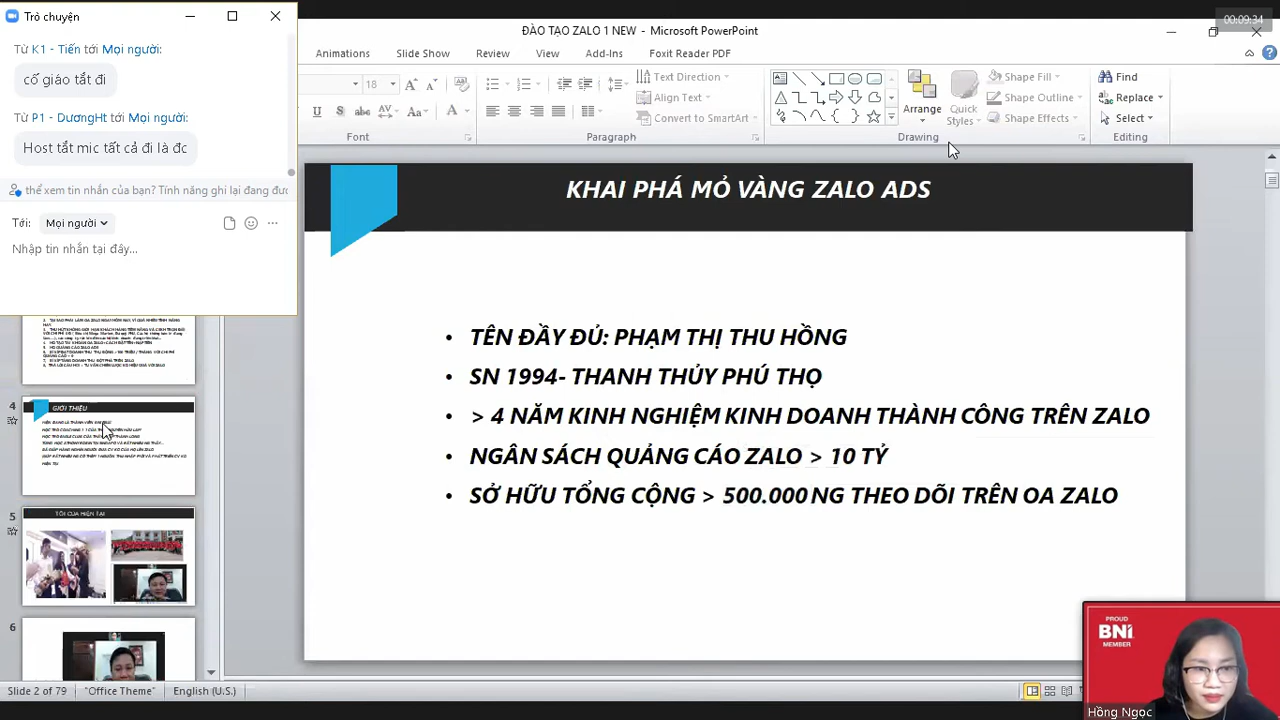 Trò chuyện
00:09:34
ĐÀO TẠO ZALO 1 NEW - Microsoft PowerPoint
Từ K1 - Tiến tới Mọi người:
cố giáo tắt đi
Từ P1 - DươngHt tới Mọi người:
Host tắt mic tất cả đi là đc
thể xem tin nhắn của bạn? Tính năng ghi lại đang
Tới: Mọi người
Nhập tin nhắn tại đây...
Animations Slide Show Review View Add-Ins Foxit Reader PDF
18
Text Direction
Align Text
Convert to SmartArt
Arrange
Quick Styles
Shape Fill
Shape Outline
Shape Effects
Find
Replace
Select
Font Paragraph Drawing Editing
KHAI PHÁ MỎ VÀNG ZALO ADS
• TÊN ĐẦY ĐỦ: PHẠM THỊ THU HỒNG
• SN 1994- THANH THỦY PHÚ THỌ
• > 4 NĂM KINH NGHIỆM KINH DOANH THÀNH CÔNG TRÊN ZALO
• NGÂN SÁCH QUẢNG CÁO ZALO > 10 TỶ
• SỞ HỮU TỔNG CỘNG > 500.000 NG THEO DÕI TRÊN OA ZALO
4
GIỚI THIỆU
5
TÔI CỦA HIỆN TẠI
6
Slide 2 of 79 "Office Theme" English (U.S.)
PROUD
BNI
MEMBER
Hồng Ngọc